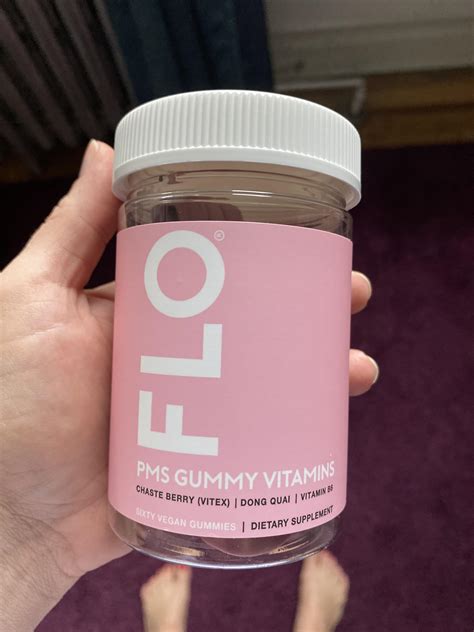 FLO®
PMS GUMMY VITAMINS
CHASTE BERRY (VITEX) | DONG QUAI | VITAMIN B6
SIXTY VEGAN GUMMIES | DIETARY SUPPLEMENT